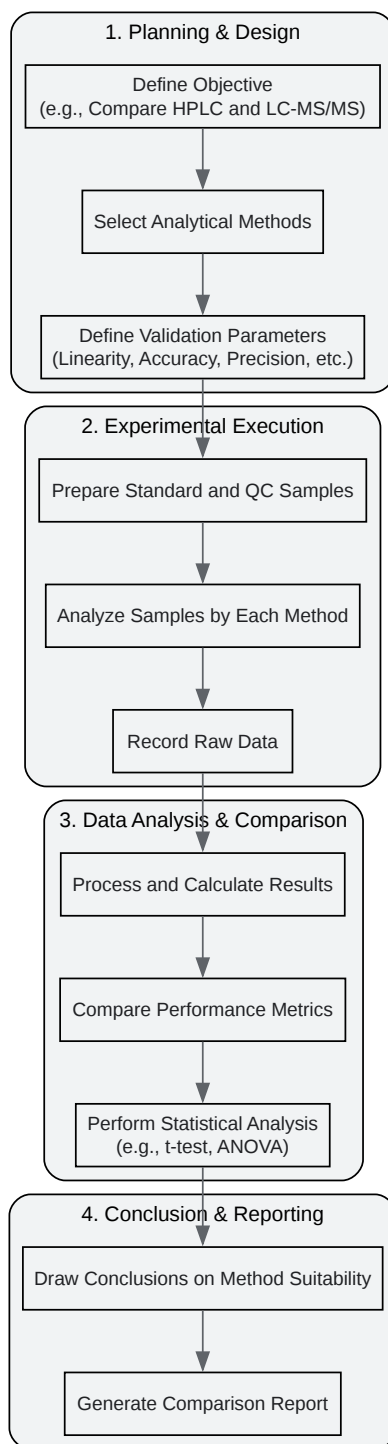 1. Planning & Design
Define Objective
(e.g., Compare HPLC and LC-MS/MS)
Select Analytical Methods
Define Validation Parameters
(Linearity, Accuracy, Precision, etc.)
2. Experimental Execution
Prepare Standard and QC Samples
Analyze Samples by Each Method
Record Raw Data
3. Data Analysis & Comparison
Process and Calculate Results
Compare Performance Metrics
Perform Statistical Analysis
(e.g., t-test, ANOVA)
4. Conclusion & Reporting
Draw Conclusions on Method Suitability
Generate Comparison Report